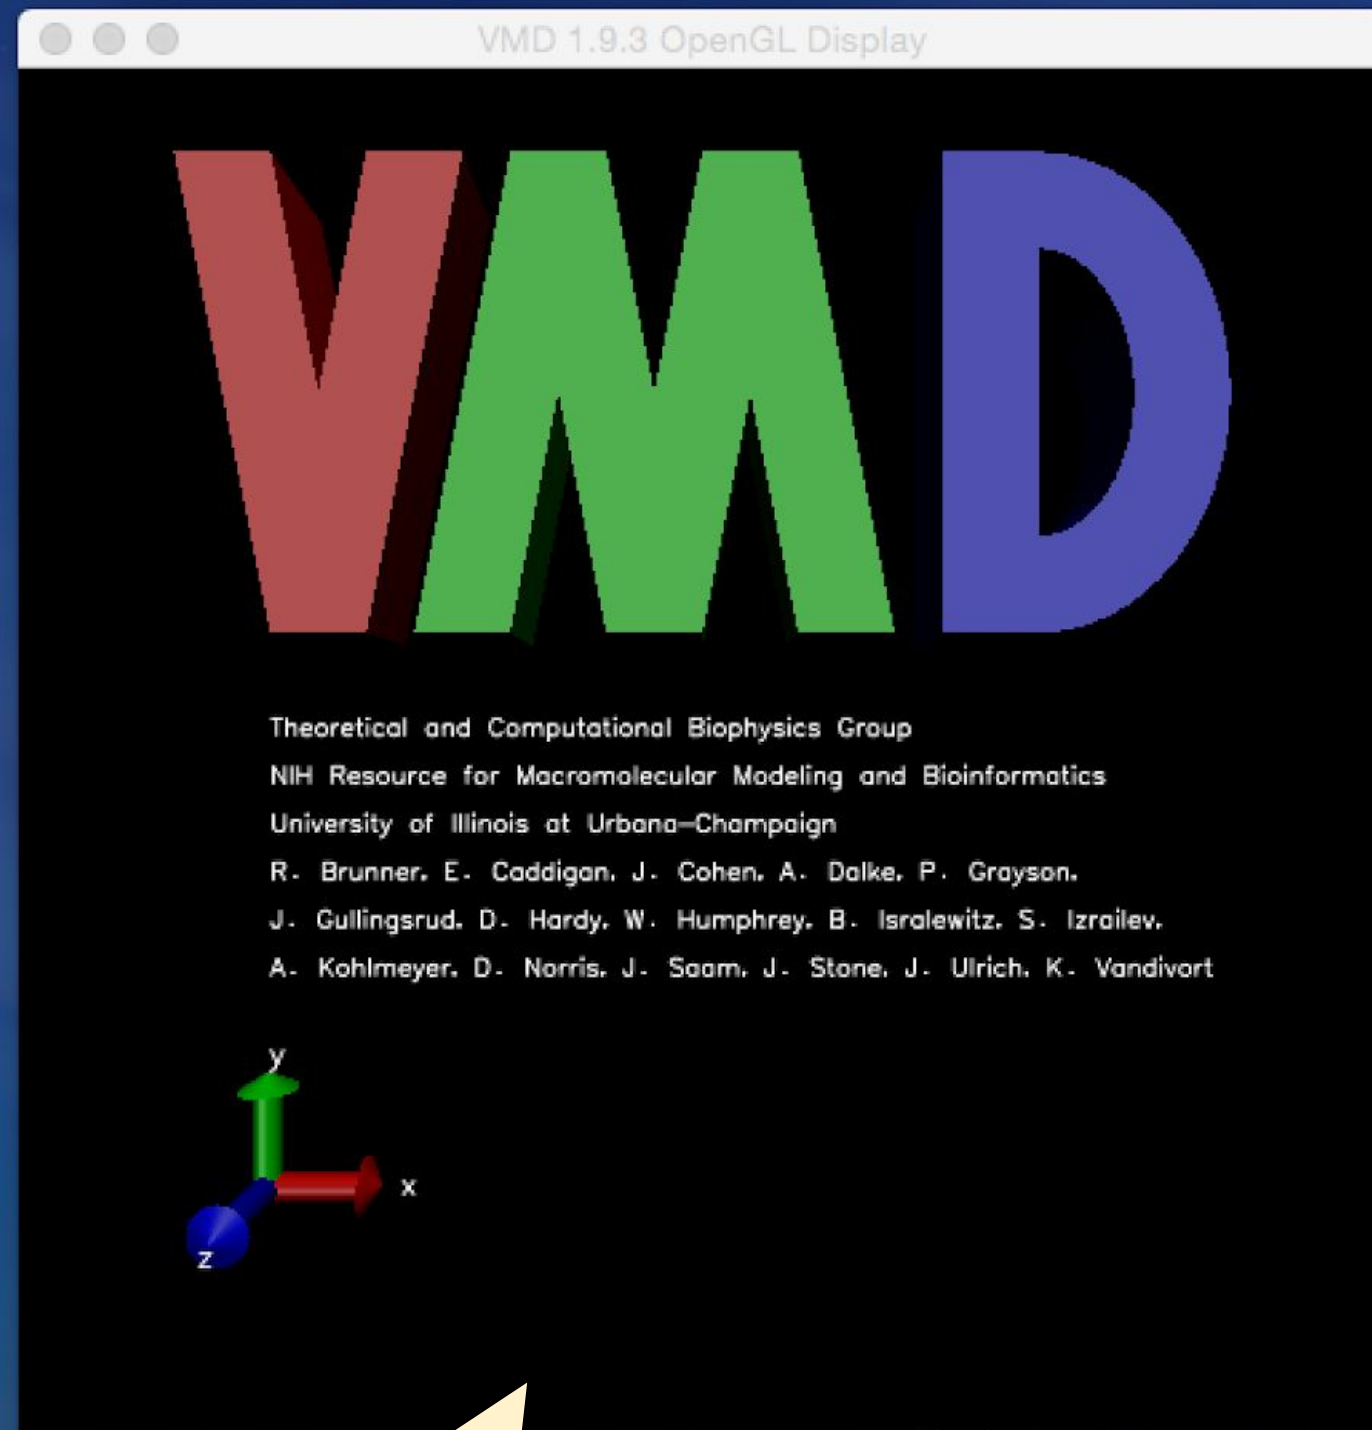 VMD 1.9.3 OpenGL Display
VMD
Theoretical and Computational Biophysics Group
NIH Resource for Macromolecular Modeling and Bioinformatics
University of Illinois at Urbana-Champaign
R. Brunner, E. Caddigan, J. Cohen, A. Dalke, P. Grayson,
J. Gullingsrud, D. Hardy, W. Humphrey, B. Isralewitz, S. Izrailev,
A. Kohlmeyer, D. Norris, J. Saam, J. Stone, J. Ulrich, K. Vandivort
y
x
z